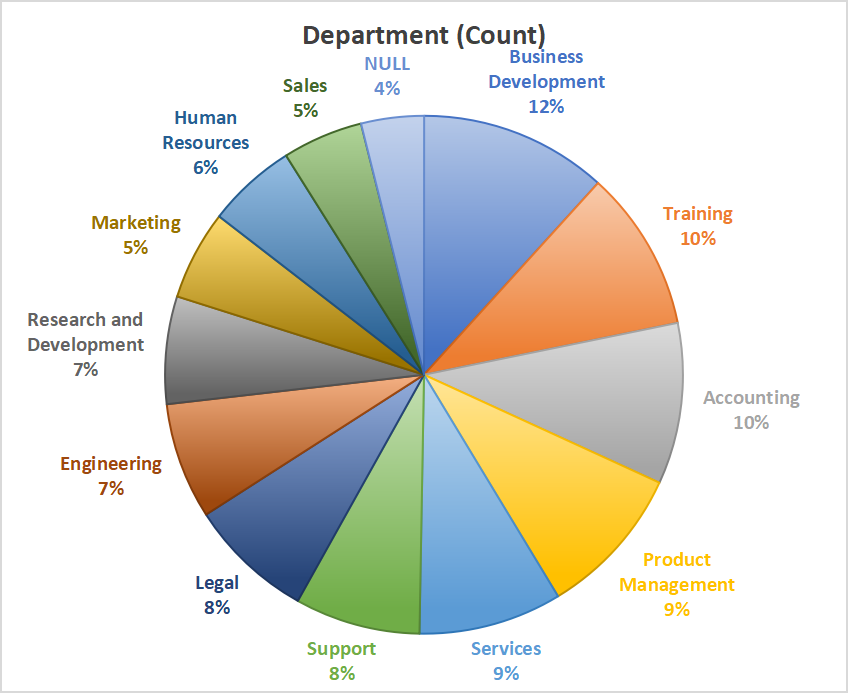 Department (Count)
Business
Development
12%
Training
10%
Accounting
10%
Product
Management
9%
Services
9%
Support
8%
Legal
8%
Engineering
7%
Research and
Development
7%
Marketing
5%
Human
Resources
6%
Sales
5%
NULL
4%